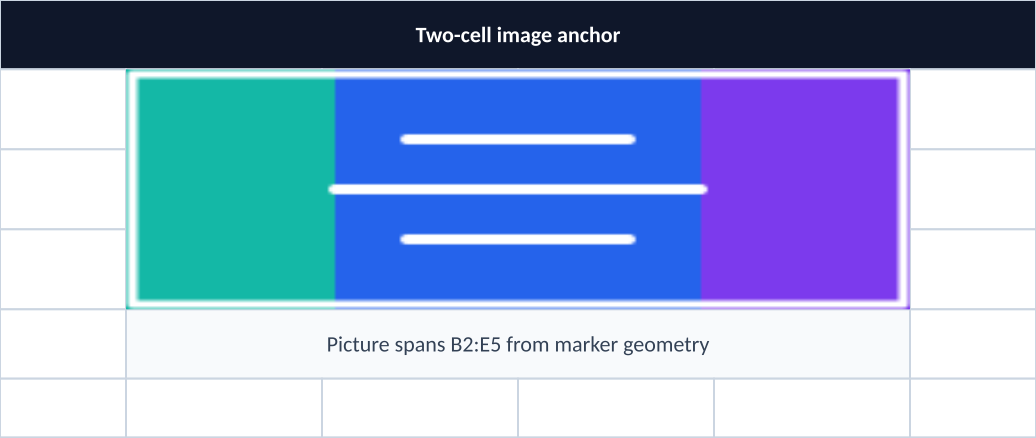 Two-cell image anchor
Picture spans B2:E5 from marker geometry